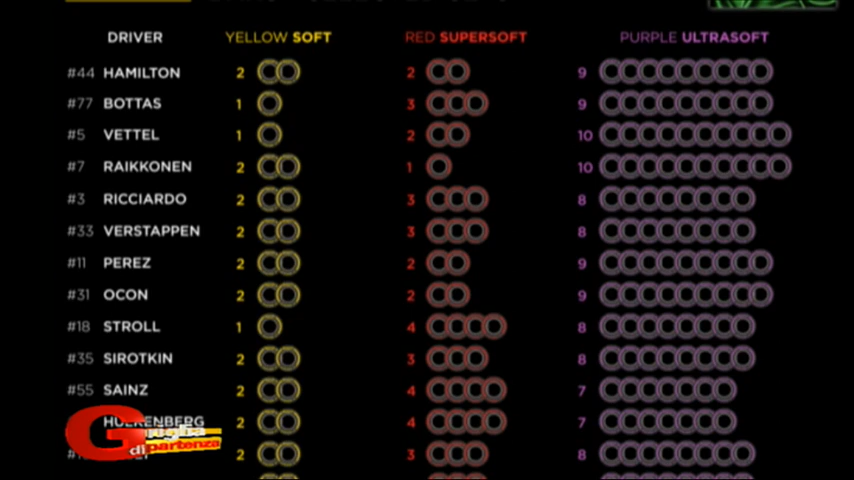 DRIVER YELLOW SOFT RED SUPERSOFT PURPLE ULTRASOFT
#44 HAMILTON 2 2 9
#77 BOTTAS 1 3 9
#5 VETTEL 1 2 10
#7 RAIKKONEN 2 1 10
#3 RICCIARDO 2 3 8
#33 VERSTAPPEN 2 3 8
#11 PEREZ 2 2 9
#31 OCON 2 2 9
#18 STROLL 1 4 8
#35 SIROTKIN 2 3 8
#55 SAINZ 2 4 7
HULKENBERG 2 4 7
2 3 8
Griglia
di partenza